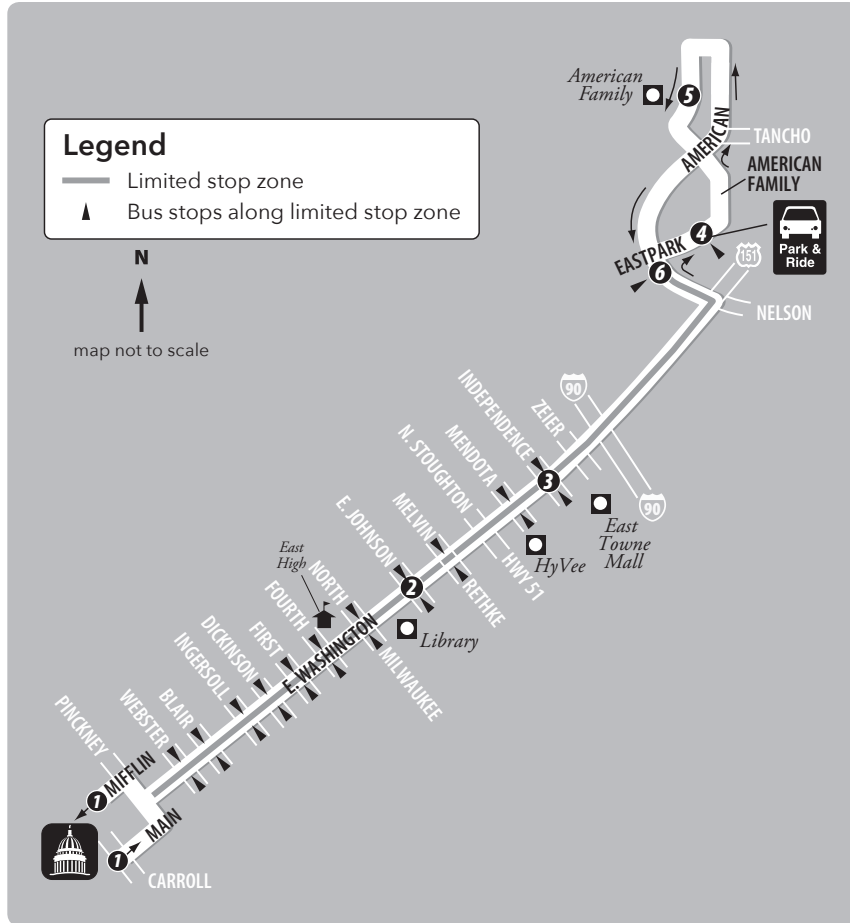 American
Family
5
AMERICAN
TANCHO
AMERICAN
FAMILY
Legend
Limited stop zone
Bus stops along limited stop zone
4
Park &
Ride
EASTPARK
6
151
N
NELSON
map not to scale
90
INDEPENDENCE
ZEIER
MENDOTA
N. STOUGHTON
3
90
East
Towne
Mall
MELVIN
E. JOHNSON
HWY 51
HyVee
RETHKE
2
East
High
NORTH
FOURTH
Library
FIRST
E. WASHINGTON
DICKINSON
INGERSOLL
MILWAUKEE
BLAIR
WEBSTER
PINCKNEY
MIFFLIN
1
MAIN
1
CARROLL